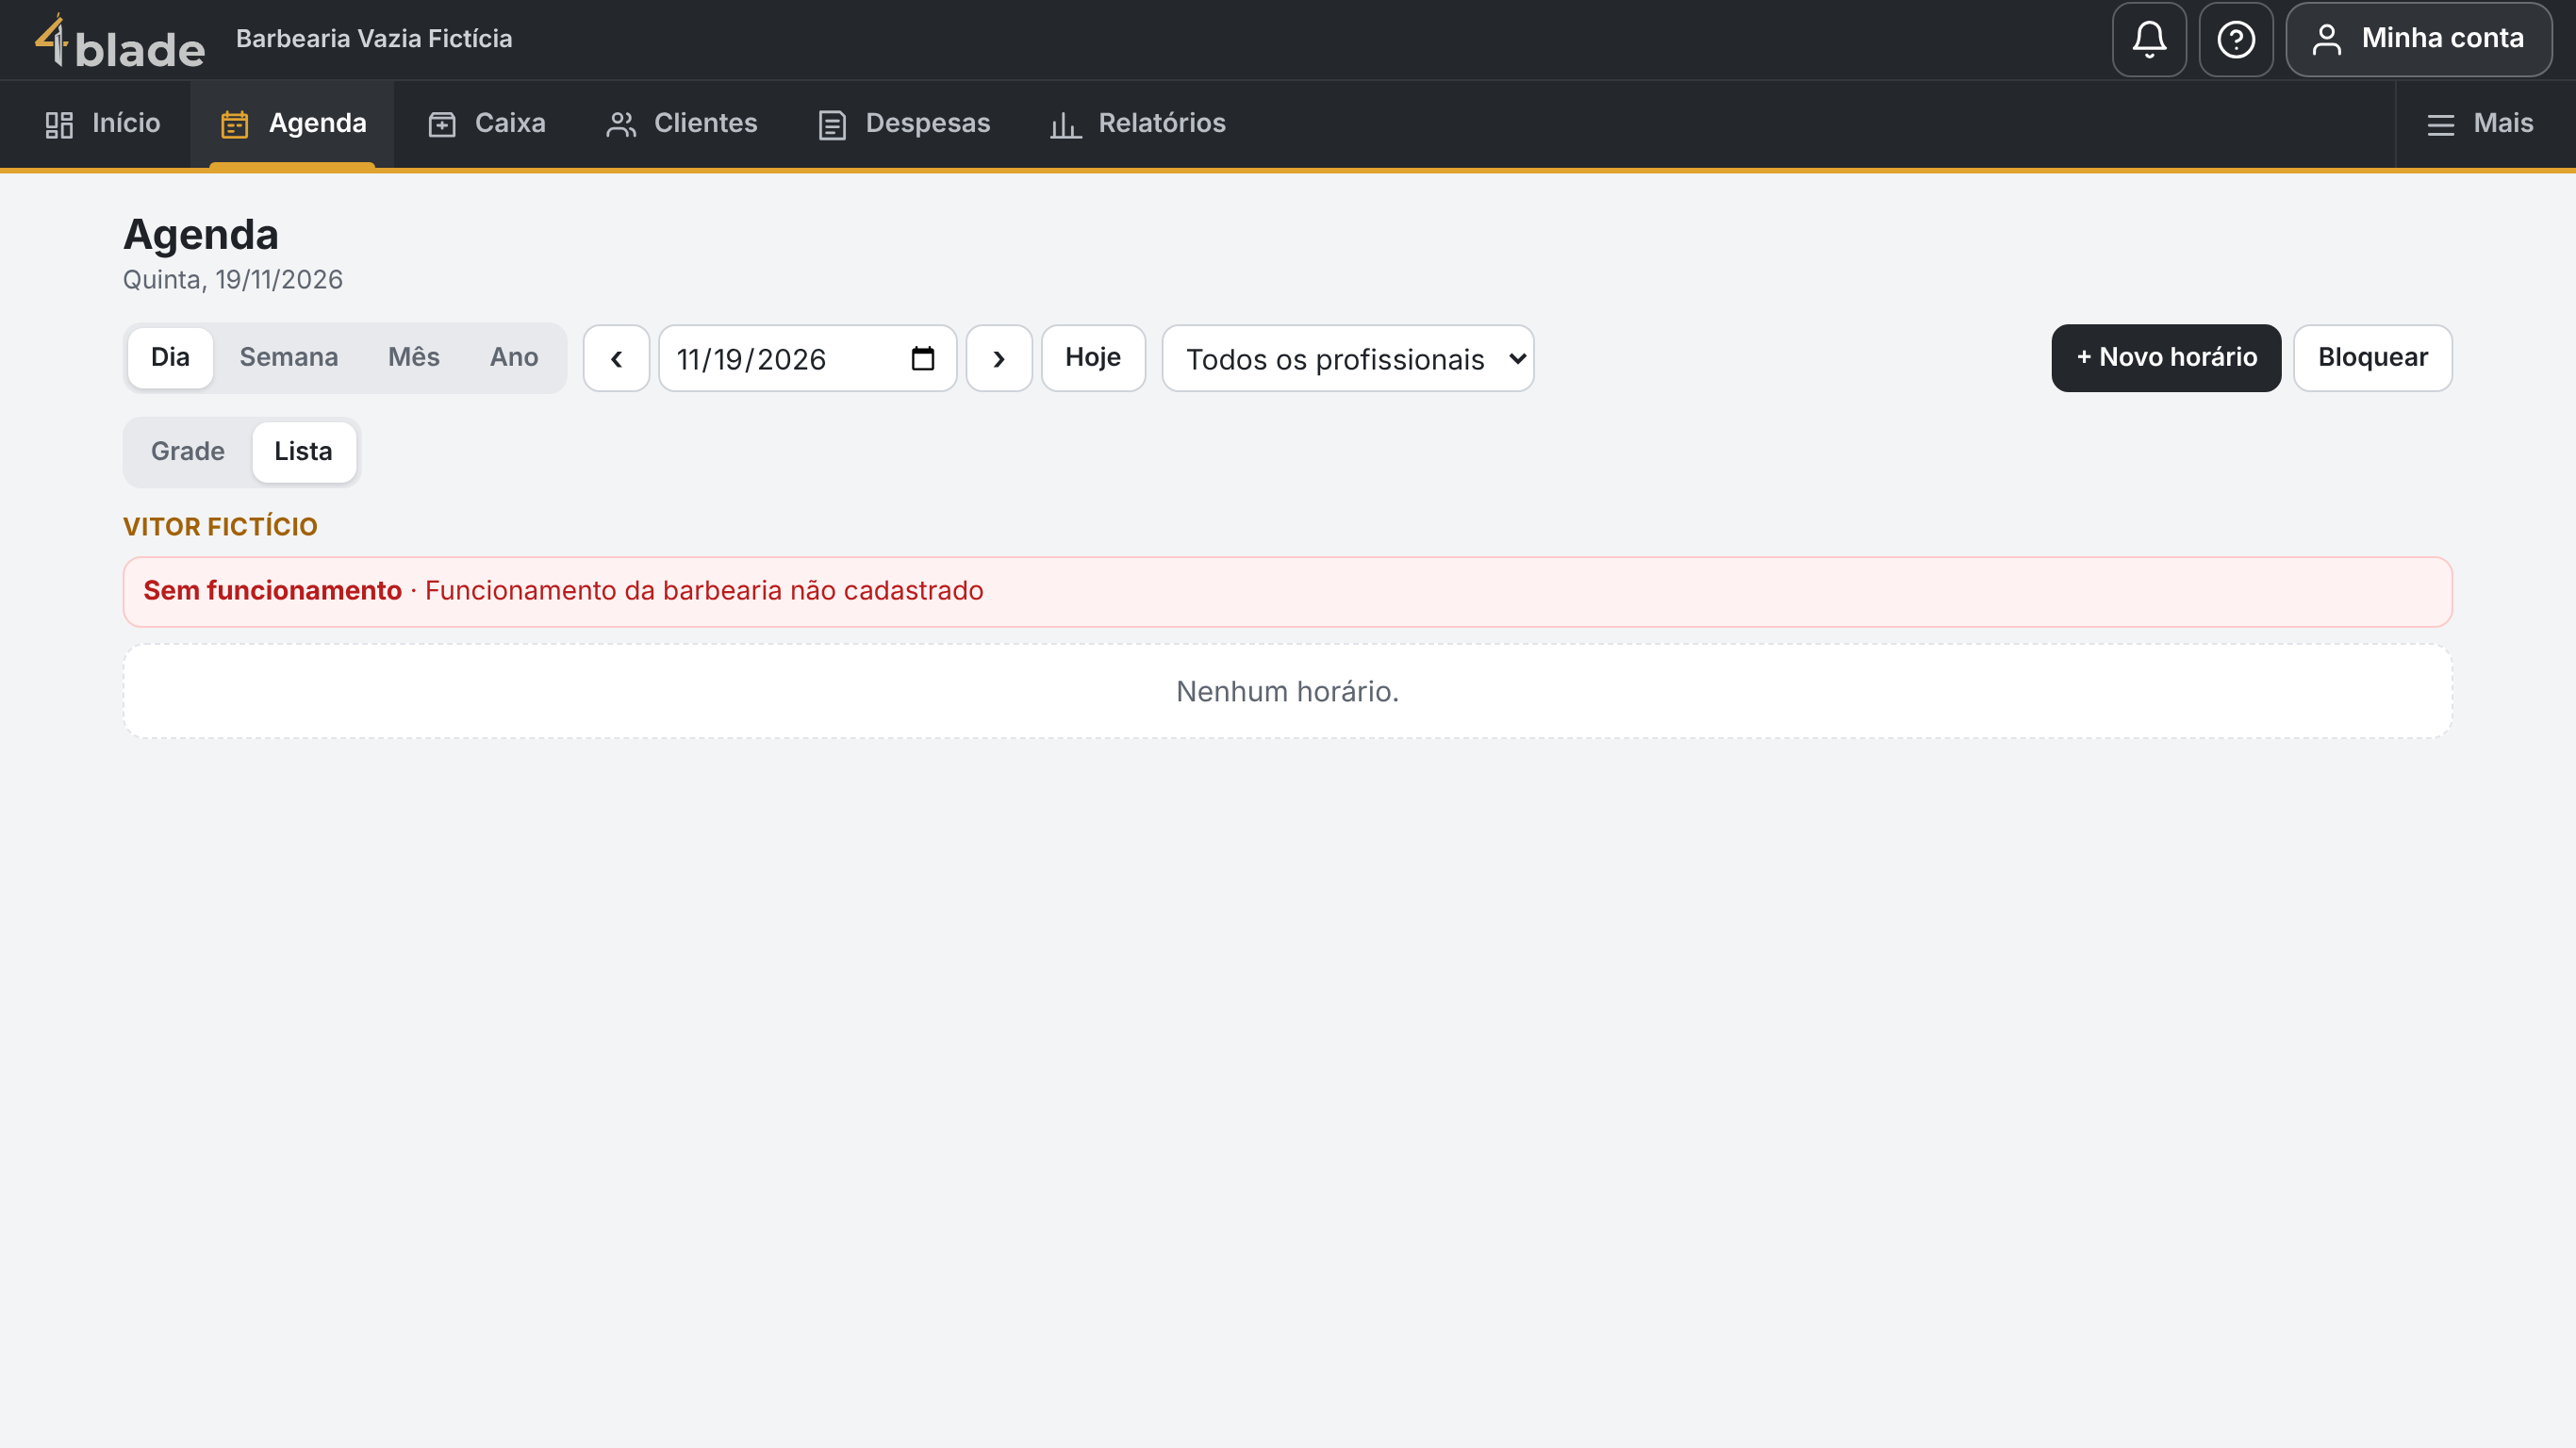 4blade
Barbearia Vazia Fictícia
Minha conta
Início
Agenda
Caixa
Clientes
Despesas
Relatórios
Mais
Agenda
Quinta, 19/11/2026
Dia
Semana
Mês
Ano
‹
11/19/2026
›
Hoje
Todos os profissionais
+ Novo horário
Bloquear
Grade
Lista
VITOR FICTÍCIO
Sem funcionamento · Funcionamento da barbearia não cadastrado
Nenhum horário.